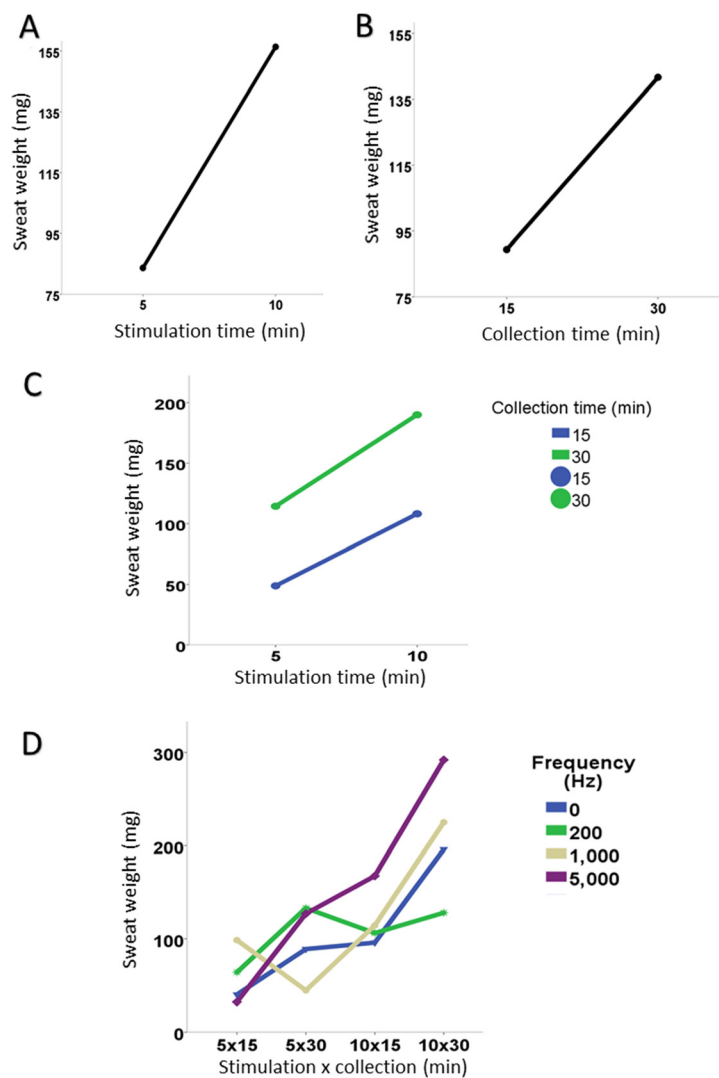 A
Sweat weight (mg)
155
135
115
95
75
5
10
Stimulation time (min)
B
Sweat weight (mg)
155
135
115
95
75
15
30
Collection time (min)
C
Sweat weight (mg)
200
150
100
50
0
5
10
Stimulation time (min)
Collection time (min)
15
30
15
30
D
Sweat weight (mg)
300
200
100
0
5x15 5x30 10x15 10x30
Stimulation x collection (min)
Frequency
(Hz)
0
200
1,000
5,000